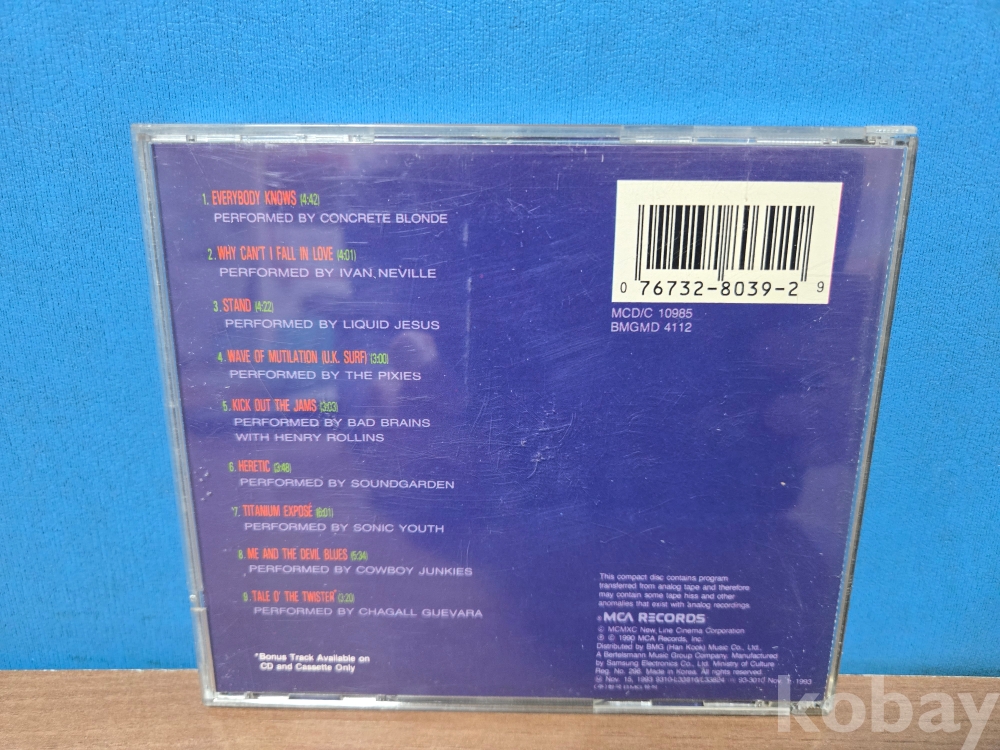 1. EVERYBODY KNOWS (4:42)
PERFORMED BY CONCRETE BLONDE
2. WHY CAN'T I FALL IN LOVE (4:01)
PERFORMED BY IVAN NEVILLE
3. STAND (4:22)
PERFORMED BY LIQUID JESUS
4. WAVE OF MUTILATION (U.K. SURF) (3:00)
PERFORMED BY THE PIXIES
5. KICK OUT THE JAMS (3:03)
PERFORMED BY BAD BRAINS
WITH HENRY ROLLINS
6. HERETIC (3:48)
PERFORMED BY SOUNDGARDEN
*7. TITANIUM EXPOSÉ (6:01)
PERFORMED BY SONIC YOUTH
8. ME AND THE DEVIL BLUES (5:34)
PERFORMED BY COWBOY JUNKIES
9. TALE O' THE TWISTER (3:20)
PERFORMED BY CHAGALL GUEVARA
*Bonus Track Available on
CD and Cassette Only
0 76732-8039-2 9
MCD/C 10985
BMGMD 4112
This compact disc contains program
transferred from analog tape and therefore
may contain some tape hiss and other
anomalies that exist with analog recordings.
MCA RECORDS
© MCMXC New Line Cinema Corporation
℗ © 1990 MCA Records, Inc.
Distributed by BMG (Han Kook) Music Co., Ltd.,
A Bertelsmann Music Group Company. Manufactured
by Samsung Electronics Co., Ltd. Ministry of Culture
Reg. No. 296. Made in Korea. All rights reserved.
Nov. 15, 1993
kobay